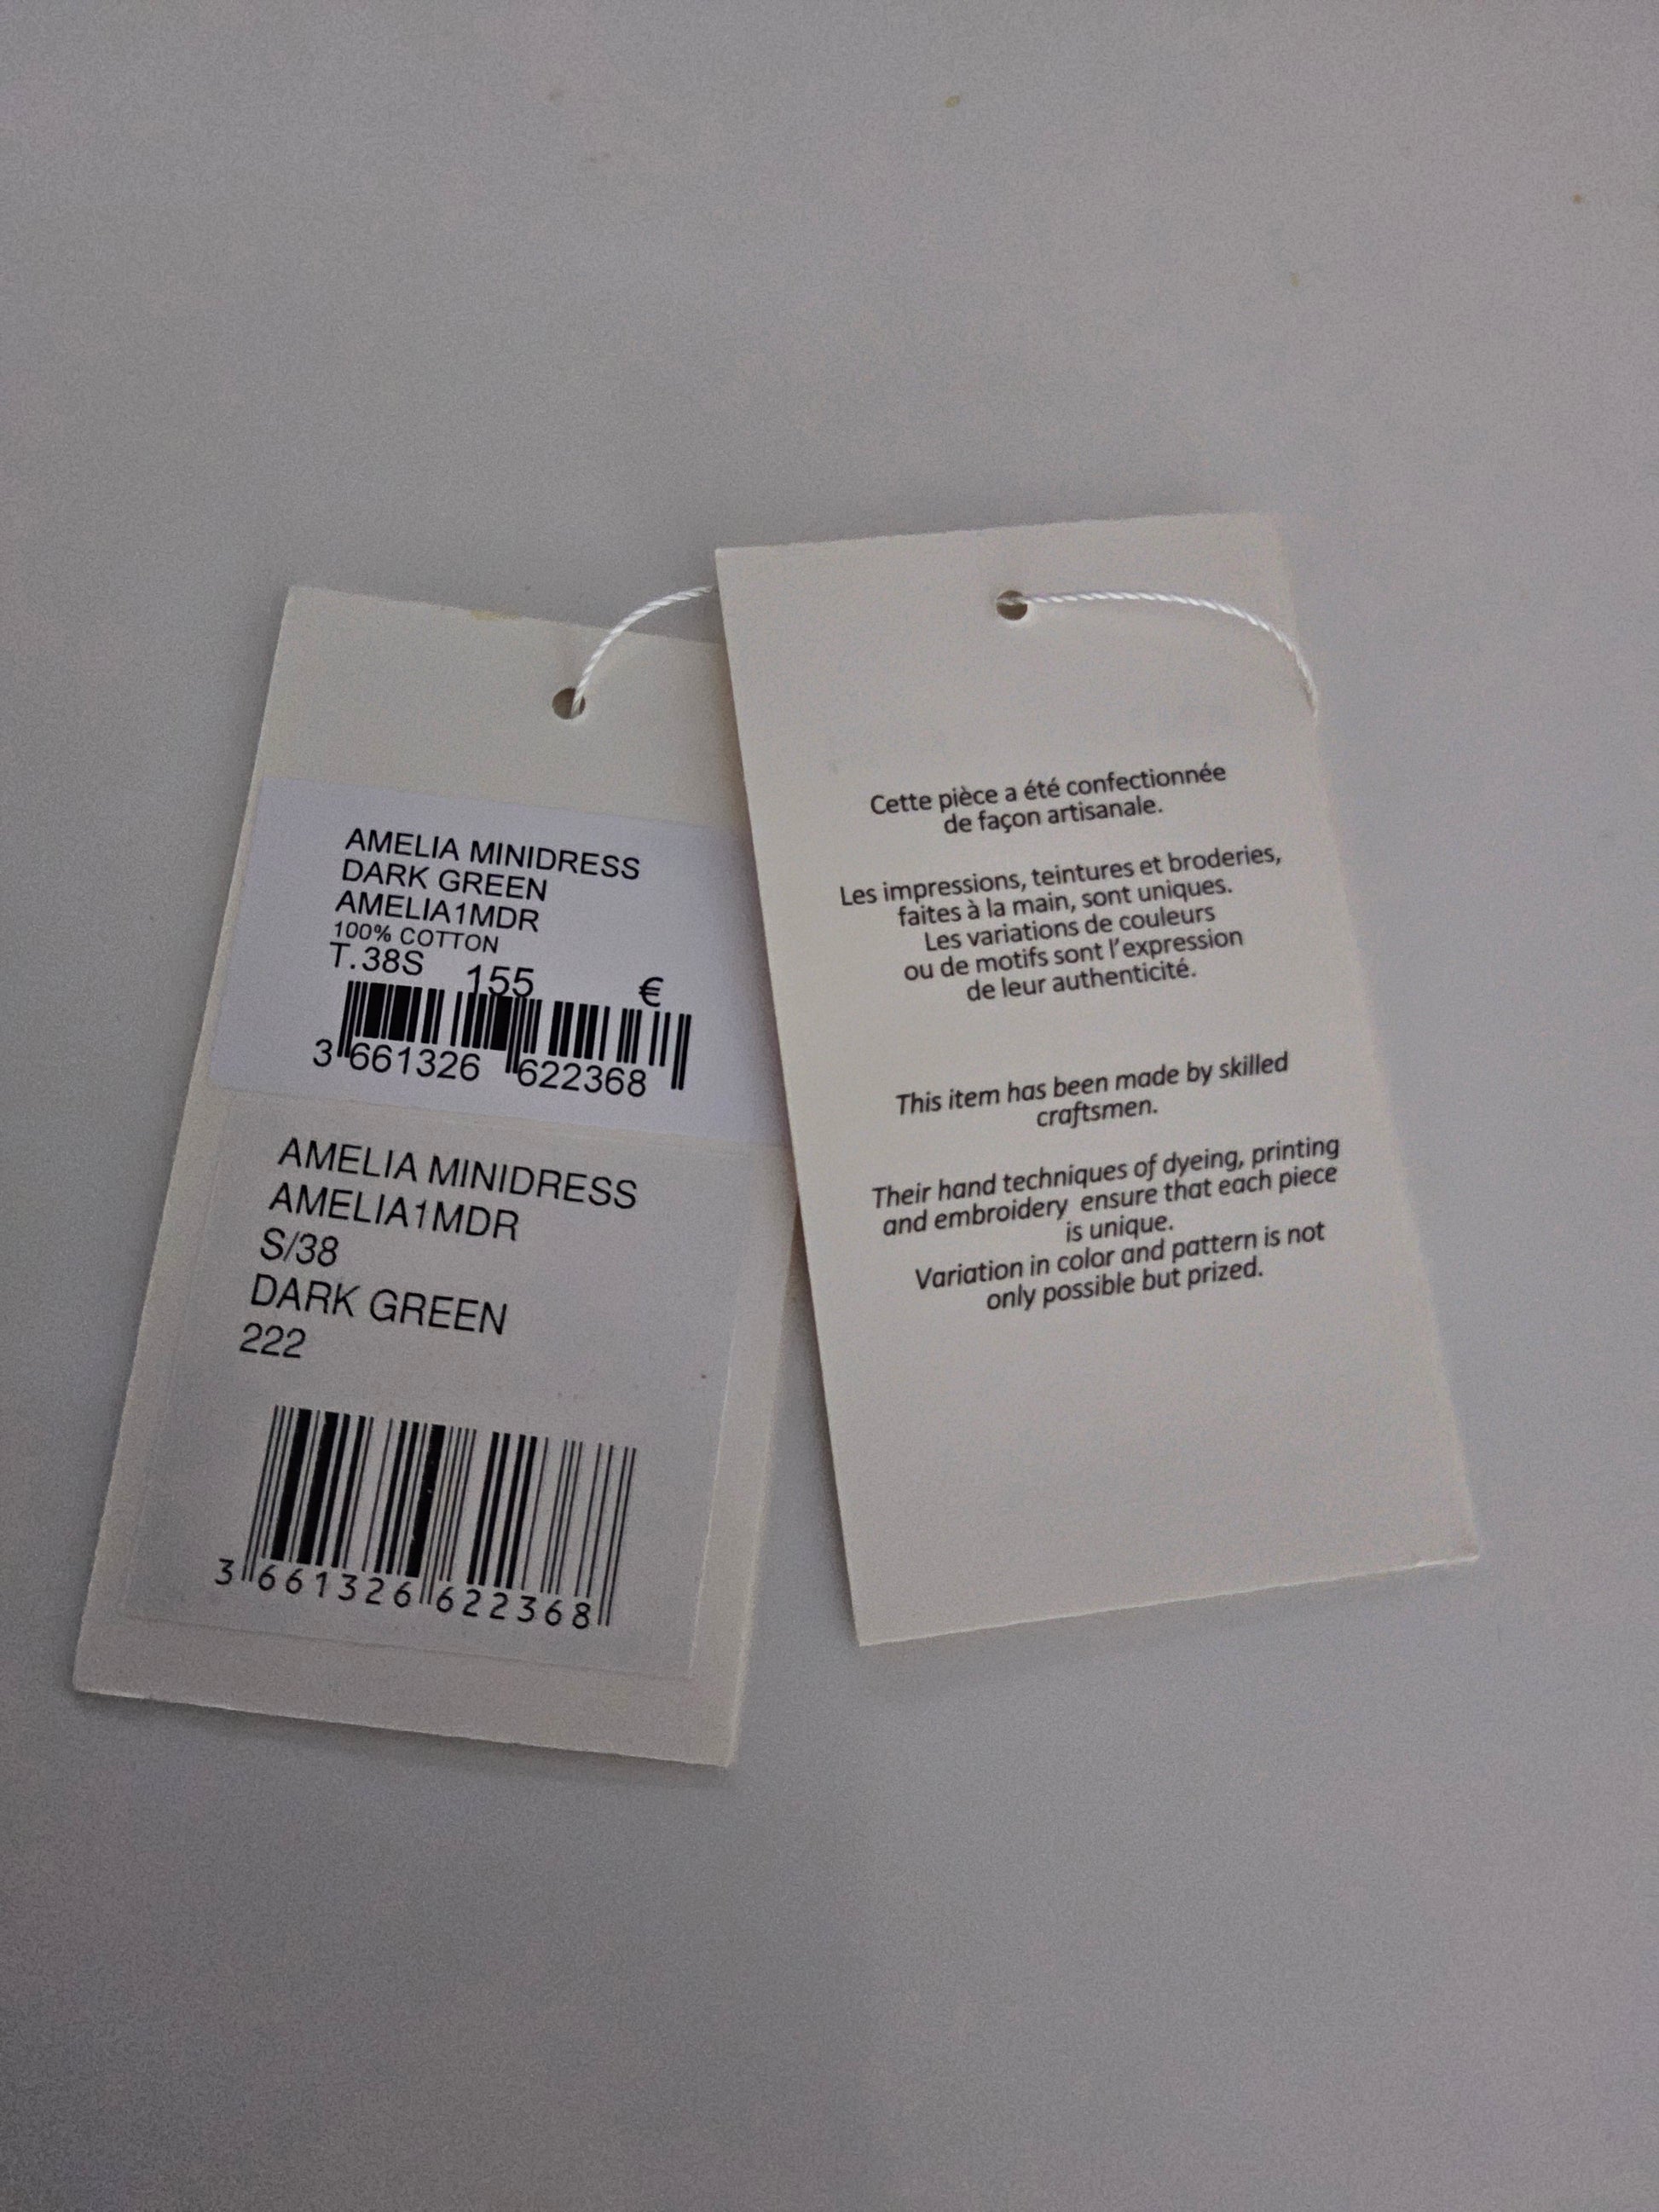 AMELIA MINIDRESS
DARK GREEN
AMELIA1MDR
100% COTTON
T.38S 155 €
3 661326 622368
AMELIA MINIDRESS
AMELIA1MDR
S/38
DARK GREEN
222
3 661326 622368
Cette pièce a été confectionnée
de façon artisanale.
Les impressions, teintures et broderies,
faites à la main, sont uniques.
Les variations de couleurs
ou de motifs sont l'expression
de leur authenticité.
This item has been made by skilled
craftsmen.
Their hand techniques of dyeing, printing
and embroidery ensure that each piece
is unique.
Variation in color and pattern is not
only possible but prized.